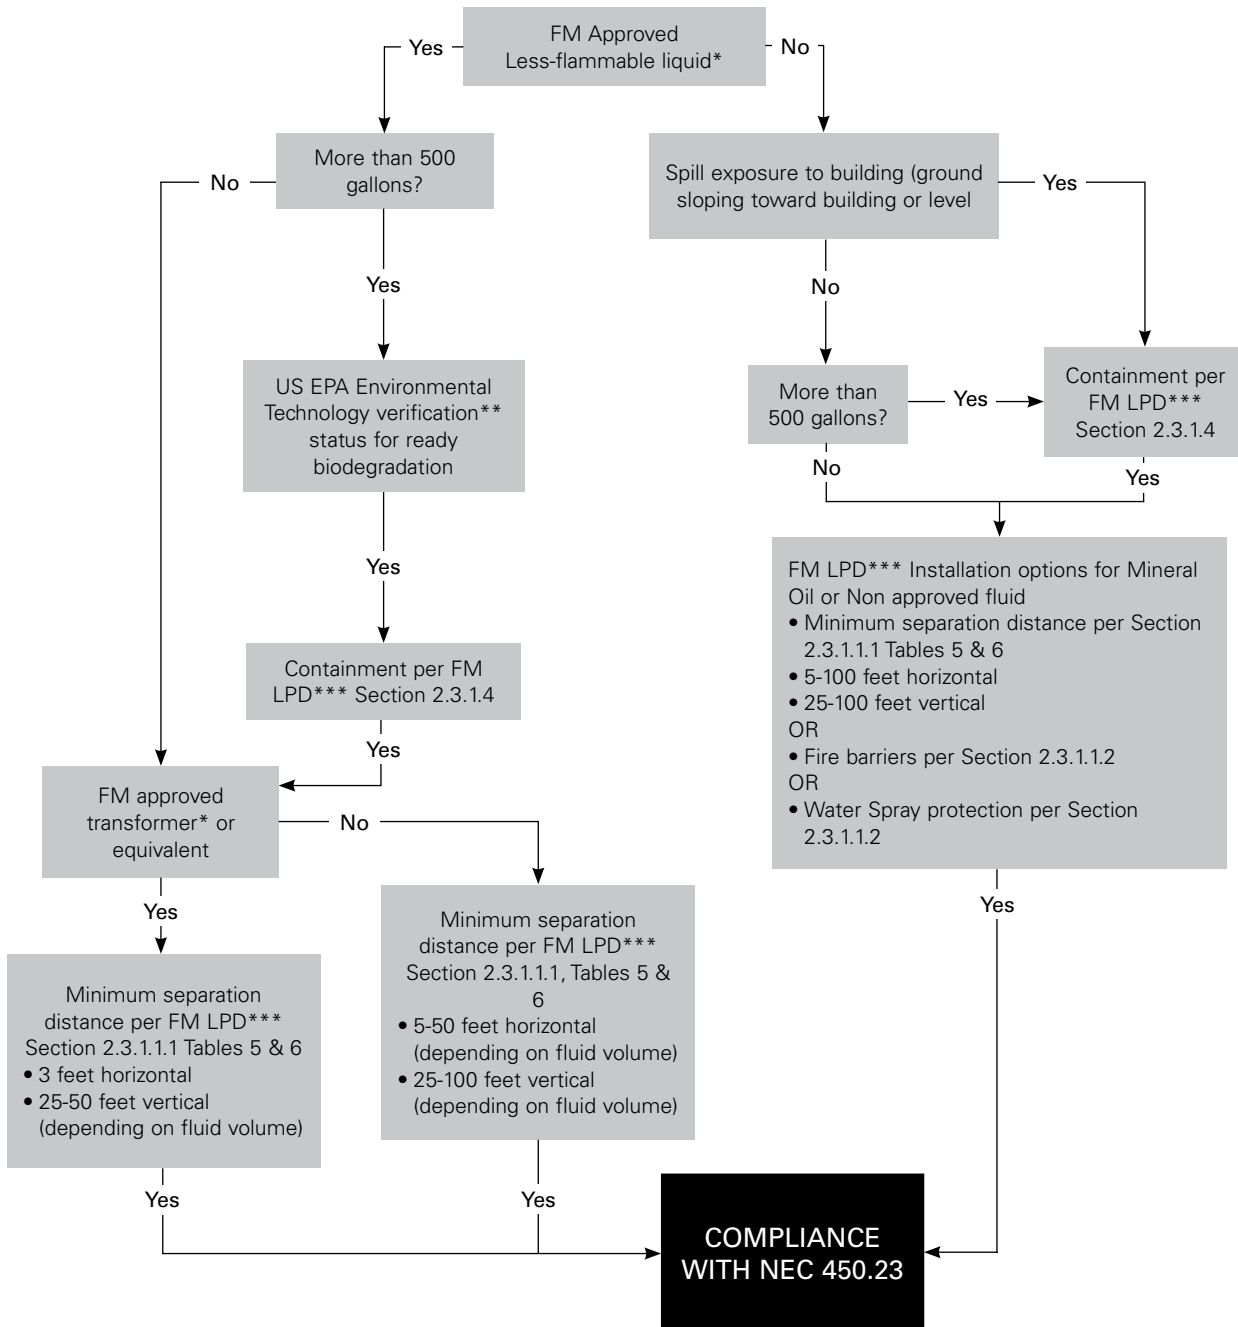 FM Approved
Less-flammable liquid*
Yes
No
More than 500
gallons?
No
Yes
Spill exposure to building (ground
sloping toward building or level
Yes
No
US EPA Environmental
Technology verification**
status for ready
biodegradation
Yes
More than
500 gallons?
Yes
No
Containment per
FM LPD***
Section 2.3.1.4
Yes
Containment per FM
LPD*** Section 2.3.1.4
Yes
FM LPD*** Installation options for Mineral
Oil or Non approved fluid
• Minimum separation distance per Section
2.3.1.1.1 Tables 5 & 6
• 5-100 feet horizontal
• 25-100 feet vertical
OR
• Fire barriers per Section 2.3.1.1.2
OR
• Water Spray protection per Section
2.3.1.1.2
Yes
FM approved
transformer* or
equivalent
No
Yes
Minimum separation
distance per FM LPD***
Section 2.3.1.1.1 Tables 5 & 6
• 3 feet horizontal
• 25-50 feet vertical
(depending on fluid volume)
Yes
Minimum separation
distance per FM LPD***
Section 2.3.1.1.1, Tables 5 &
6
• 5-50 feet horizontal
(depending on fluid volume)
• 25-100 feet vertical
(depending on fluid volume)
Yes
COMPLIANCE
WITH NEC 450.23